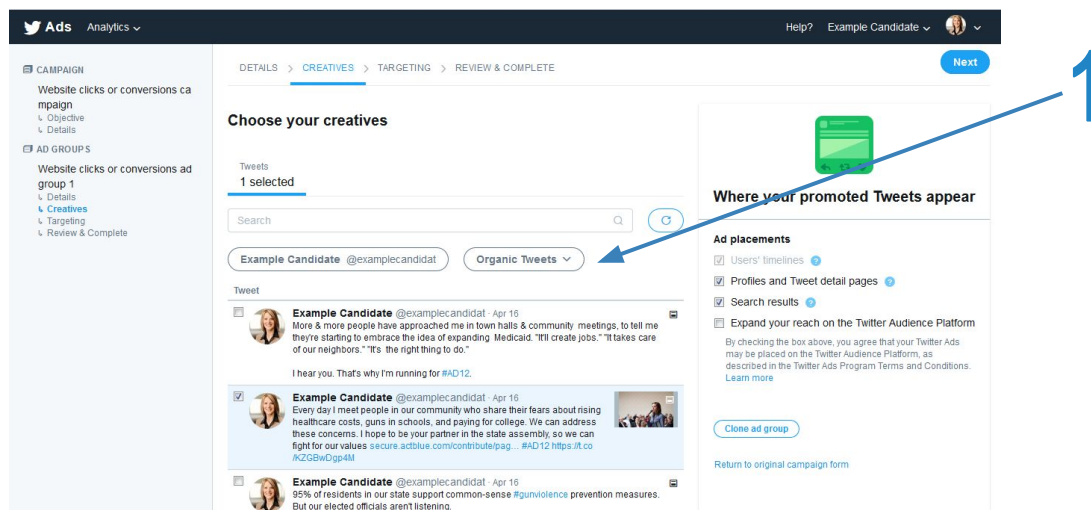 Ads Analytics
Help? Example Candidate
CAMPAIGN
Website clicks or conversions ca
mpaign
Objective
Details
AD GROUPS
Website clicks or conversions ad
group 1
Details
Creatives
Targeting
Review & Complete
DETAILS > CREATIVES > TARGETING > REVIEW & COMPLETE
Next
1
Choose your creatives
Tweets
1 selected
Search
Example Candidate @examplecandidat
Organic Tweets
Tweet
Example Candidate @examplecandidat · Apr 16
More & more people have approached me in town halls & community meetings, to tell me
they're starting to embrace the idea of expanding Medicaid. "It'll create jobs." "It takes care
of our neighbors." "It's the right thing to do."
I hear you. That's why I'm running for #AD12.
Example Candidate @examplecandidat · Apr 16
Every day I meet people in our community who share their fears about rising
healthcare costs, guns in schools, and paying for college. We can address
these concerns. I hope to be your partner in the state assembly, so we can
fight for our values secure.actblue.com/contribute/pag... #AD12 https://t.co
/KZGBwDgp4M
Example Candidate @examplecandidat · Apr 16
95% of residents in our state support common-sense #gunviolence prevention measures.
But our elected officials aren't listening.
Where your promoted Tweets appear
Ad placements
Users' timelines ?
Profiles and Tweet detail pages ?
Search results ?
Expand your reach on the Twitter Audience Platform
By checking the box above, you agree that your Twitter Ads
may be placed on the Twitter Audience Platform, as
described in the Twitter Ads Program Terms and Conditions.
Learn more
Clone ad group
Return to original campaign form